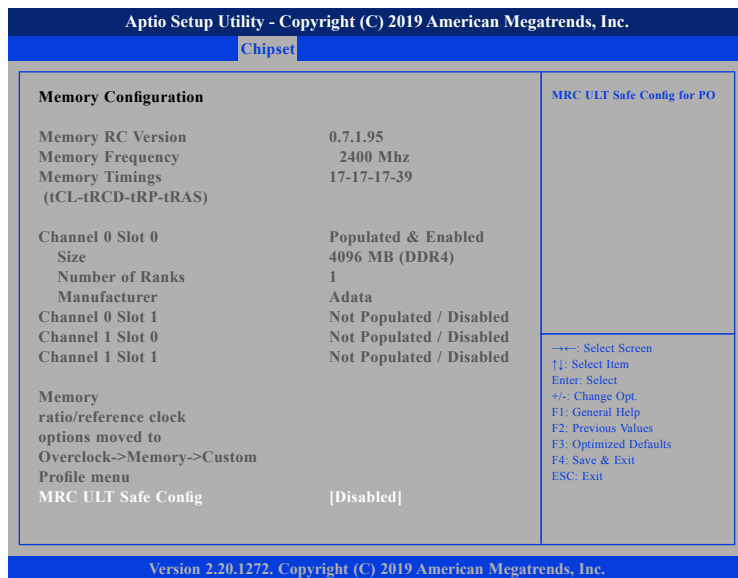 Aptio Setup Utility - Copyright (C) 2019 American Megatrends, Inc.
Chipset
Memory Configuration
Memory RC Version 0.7.1.95
Memory Frequency 2400 Mhz
Memory Timings 17-17-17-39
(tCL-tRCD-tRP-tRAS)
Channel 0 Slot 0 Populated & Enabled
Size 4096 MB (DDR4)
Number of Ranks 1
Manufacturer Adata
Channel 0 Slot 1 Not Populated / Disabled
Channel 1 Slot 0 Not Populated / Disabled
Channel 1 Slot 1 Not Populated / Disabled
Memory
ratio/reference clock
options moved to
Overclock->Memory->Custom
Profile menu
MRC ULT Safe Config [Disabled]
MRC ULT Safe Config for PO
→←: Select Screen
↑↓: Select Item
Enter: Select
+/-: Change Opt.
F1: General Help
F2: Previous Values
F3: Optimized Defaults
F4: Save & Exit
ESC: Exit
Version 2.20.1272. Copyright (C) 2019 American Megatrends, Inc.